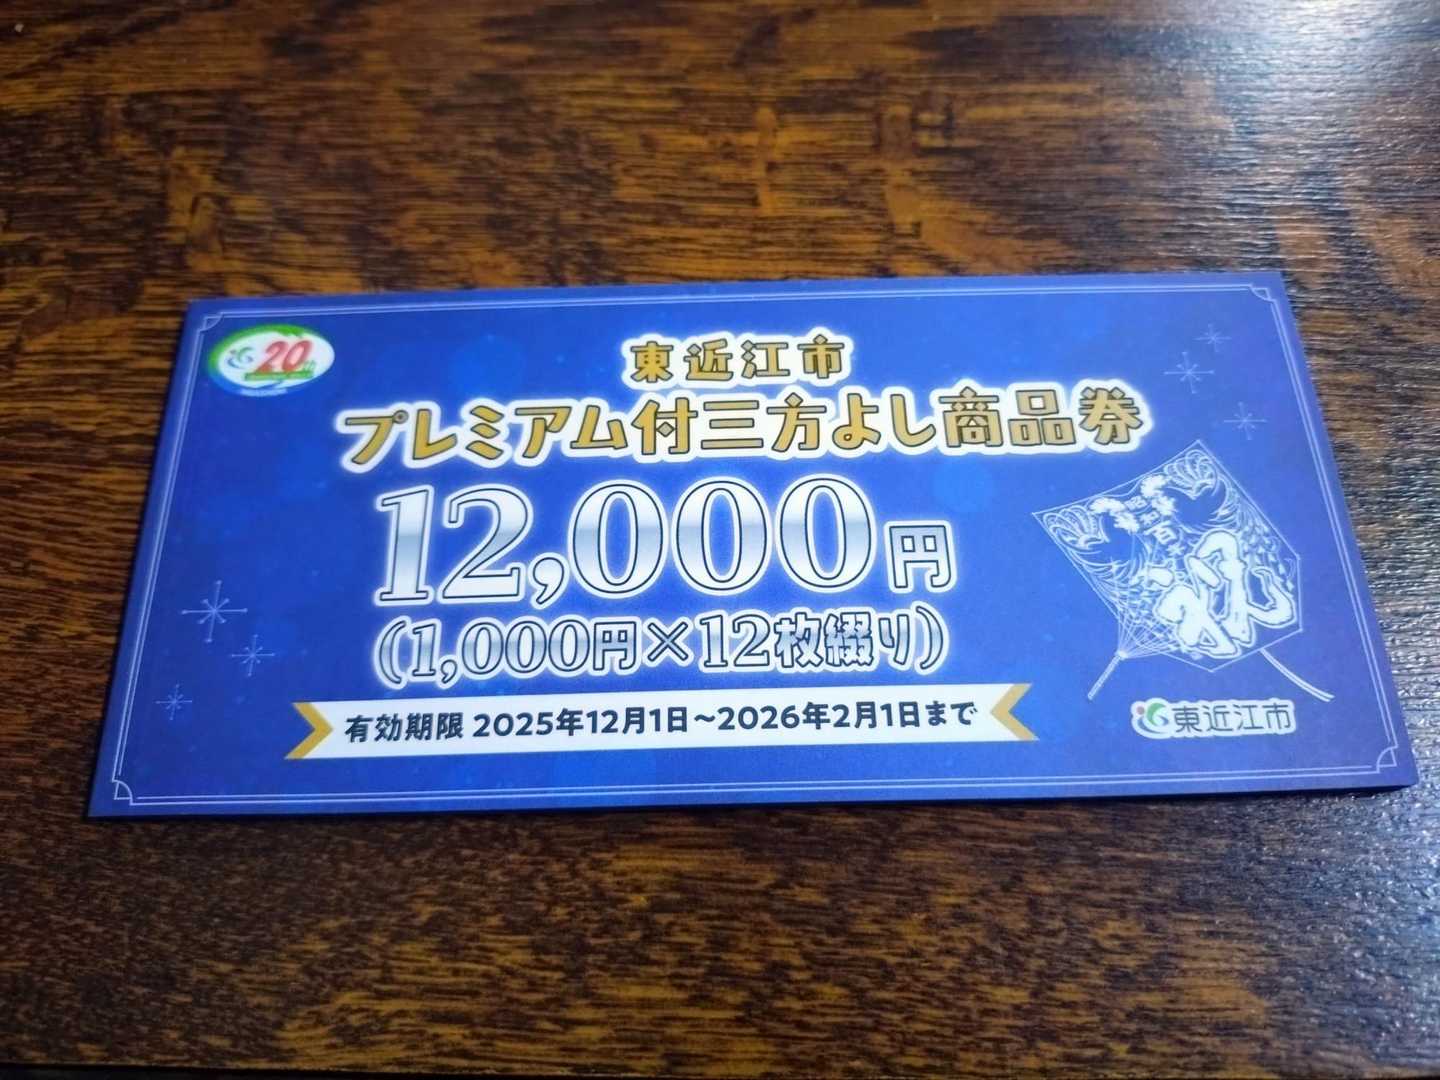 20th
東近江市
プレミアム付三方よし商品券
12,000円
(1,000円×12枚綴り)
有効期限 2025年12月1日～2026年2月1日まで
東近江市